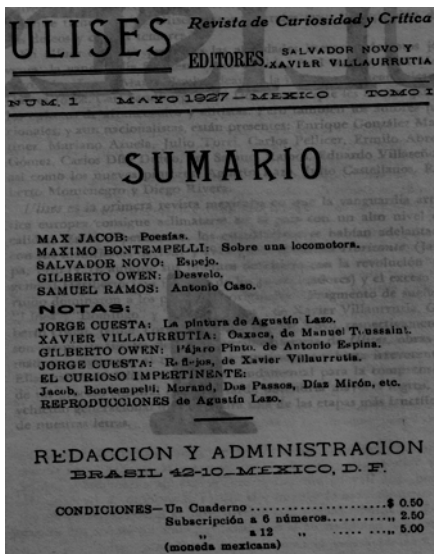 ULISES
Revista de Curiosidad y Crítica
EDITORES. SALVADOR NOVO Y
XAVIER VILLAURRUTIA
NUM. 1 MAYO 1927—MEXICO TOMO I
SUMARIO
MAX JACOB: Poesías.
MAXIMO BONTEMPELLI: Sobre una locomotora.
SALVADOR NOVO: Espejo.
GILBERTO OWEN: Desvelo.
SAMUEL RAMOS: Antonio Caso.
NOTAS:
JORGE CUESTA: La pintura de Agustín Lazo.
XAVIER VILLAURRUTIA: Oaxaca, de Manuel Toussaint.
GILBERTO OWEN: Pájaro Pinto, de Antonio Espina.
JORGE CUESTA: Reflejos, de Xavier Villaurrutia.
EL CURIOSO IMPERTINENTE:
Jacob, Bontempelli, Morand, Dos Passos, Díaz Mirón, etc.
REPRODUCCIONES de Agustín Lazo.
REDACCION Y ADMINISTRACION
BRASIL 42-10—MEXICO, D. F.
CONDICIONES—Un Cuaderno ................ $ 0.50
Subscripción a 6 números........,, 2.50
,, a 12 ,, ..... ....,, 5.00
(moneda mexicana)